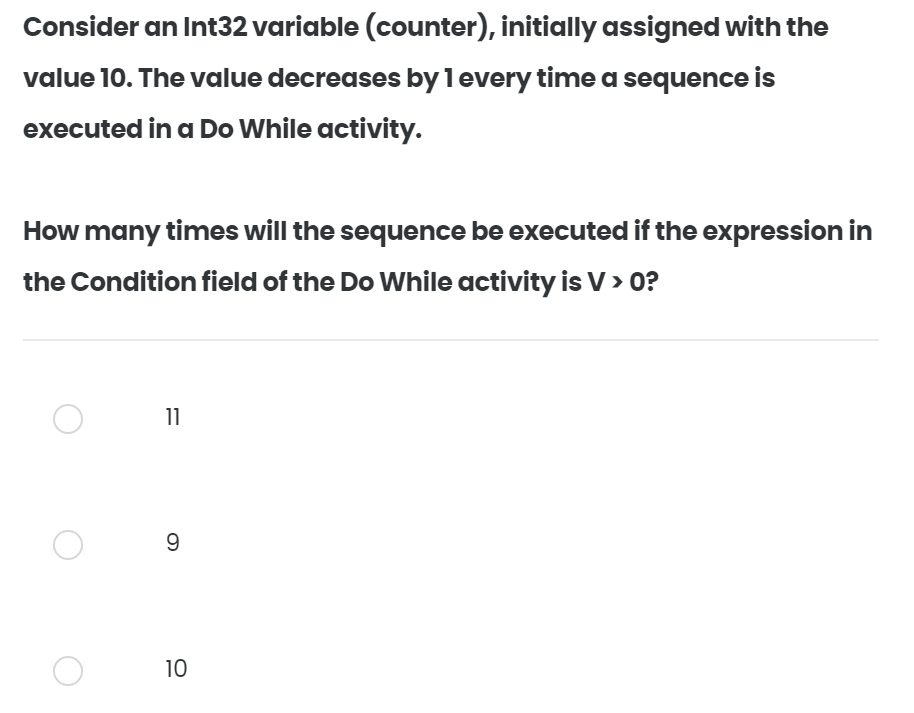 Consider an Int32 variable (counter), initially assigned with the
value 10. The value decreases by 1 every time a sequence is
executed in a Do While activity.
How many times will the sequence be executed if the expression in
the Condition field of the Do While activity is V > 0?
11
9
10